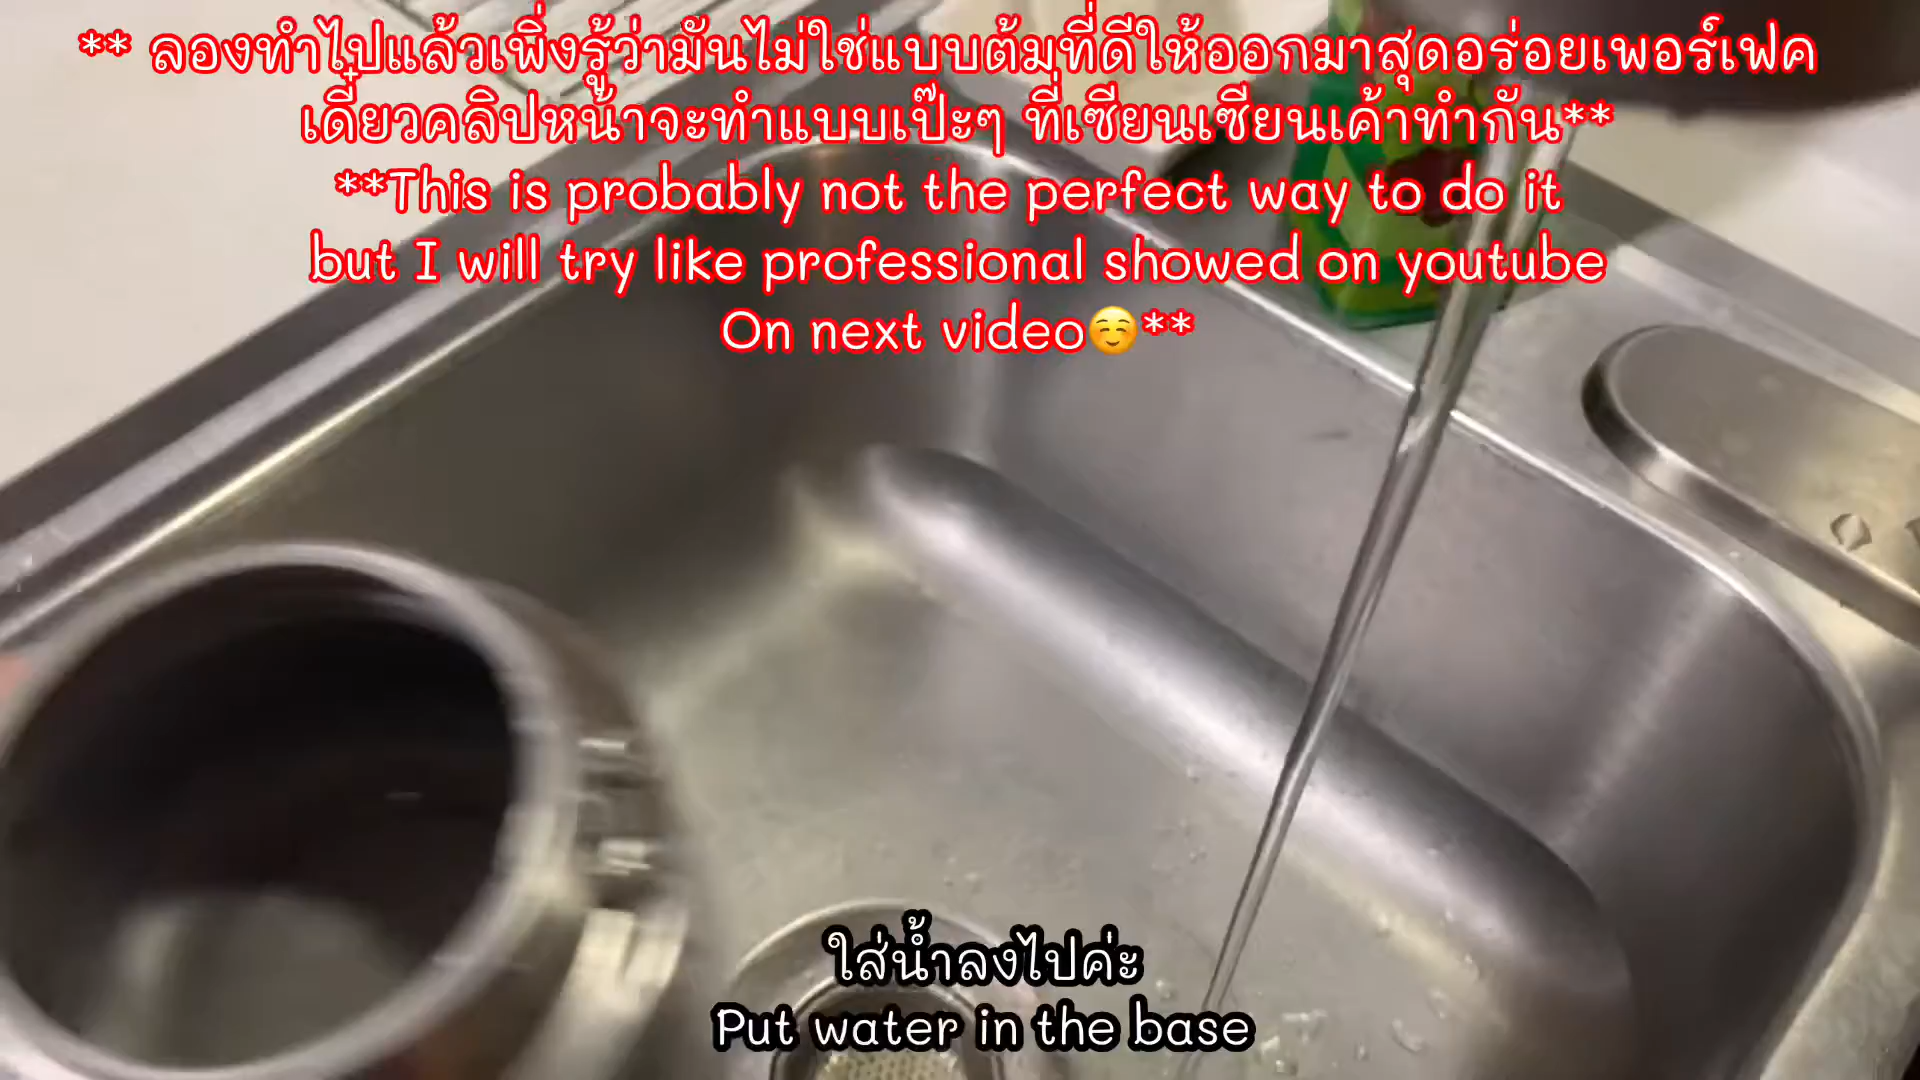 ** ลองทำไปแล้วเพิ่งรู้ว่ามันไม่ใช่แบบต้มที่ดีให้ออกมาสุดอร่อยเพอร์เฟค
เดี๋ยวคลิปหน้าจะทำแบบเป๊ะๆ ที่เซียนเซียนเค้าทำกัน**
**This is probably not the perfect way to do it
but I will try like professional showed on youtube
On next video☺️**
ใส่น้ำลงไปค่ะ
Put water in the base